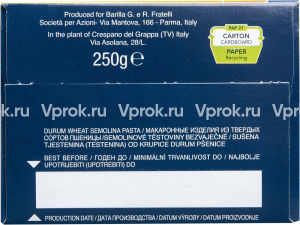 Produced for Barilla G. e R. Fratelli
Società per Azioni- Via Mantova, 166 - Parma, Italy
In the plant of Crespano del Grappa (TV) Italy
Via Asolana, 28/L.
250g e
PAP 21
CARTON
CARDBOARD
PAPER
Recycling
Vprok.ru Vprok.ru Vprok.ru
DURUM WHEAT SEMOLINA PASTA / МАКАРОННЫЕ ИЗДЕЛИЯ ИЗ ТВЕРДЫХ
СОРТОВ ПШЕНИЦЫ /SEMOLINOVÉ TĚSTOVINY BEZVAJEČNÉ / SUŠENA
TJESTENINA (TESTENINA) OD KRUPICE DURUM PŠENICE
BEST BEFORE / ГОДЕН ДО / MINIMÁLNÍ TRVANLIVOST DO / NAJBOLJE
UPOTRIJEBITI (UPOTREBITI) DO
Vprok.ru Vprok.ru Vprok.ru
PRODUCTION DATE / ДАТА ПРОИЗВОДСТВА / DATUM VÝROBY / DATUM PROIZVODNJE